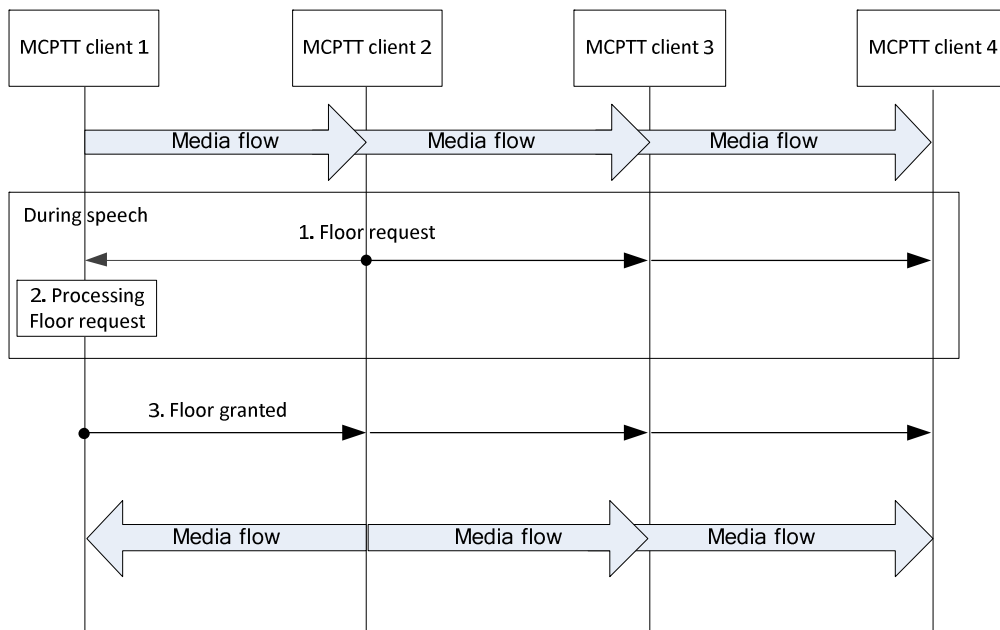 MCPTT client 1
MCPTT client 2
MCPTT client 3
MCPTT client 4
Media flow
Media flow
Media flow
During speech
1. Floor request
2. Processing
Floor request
3. Floor granted
Media flow
Media flow
Media flow